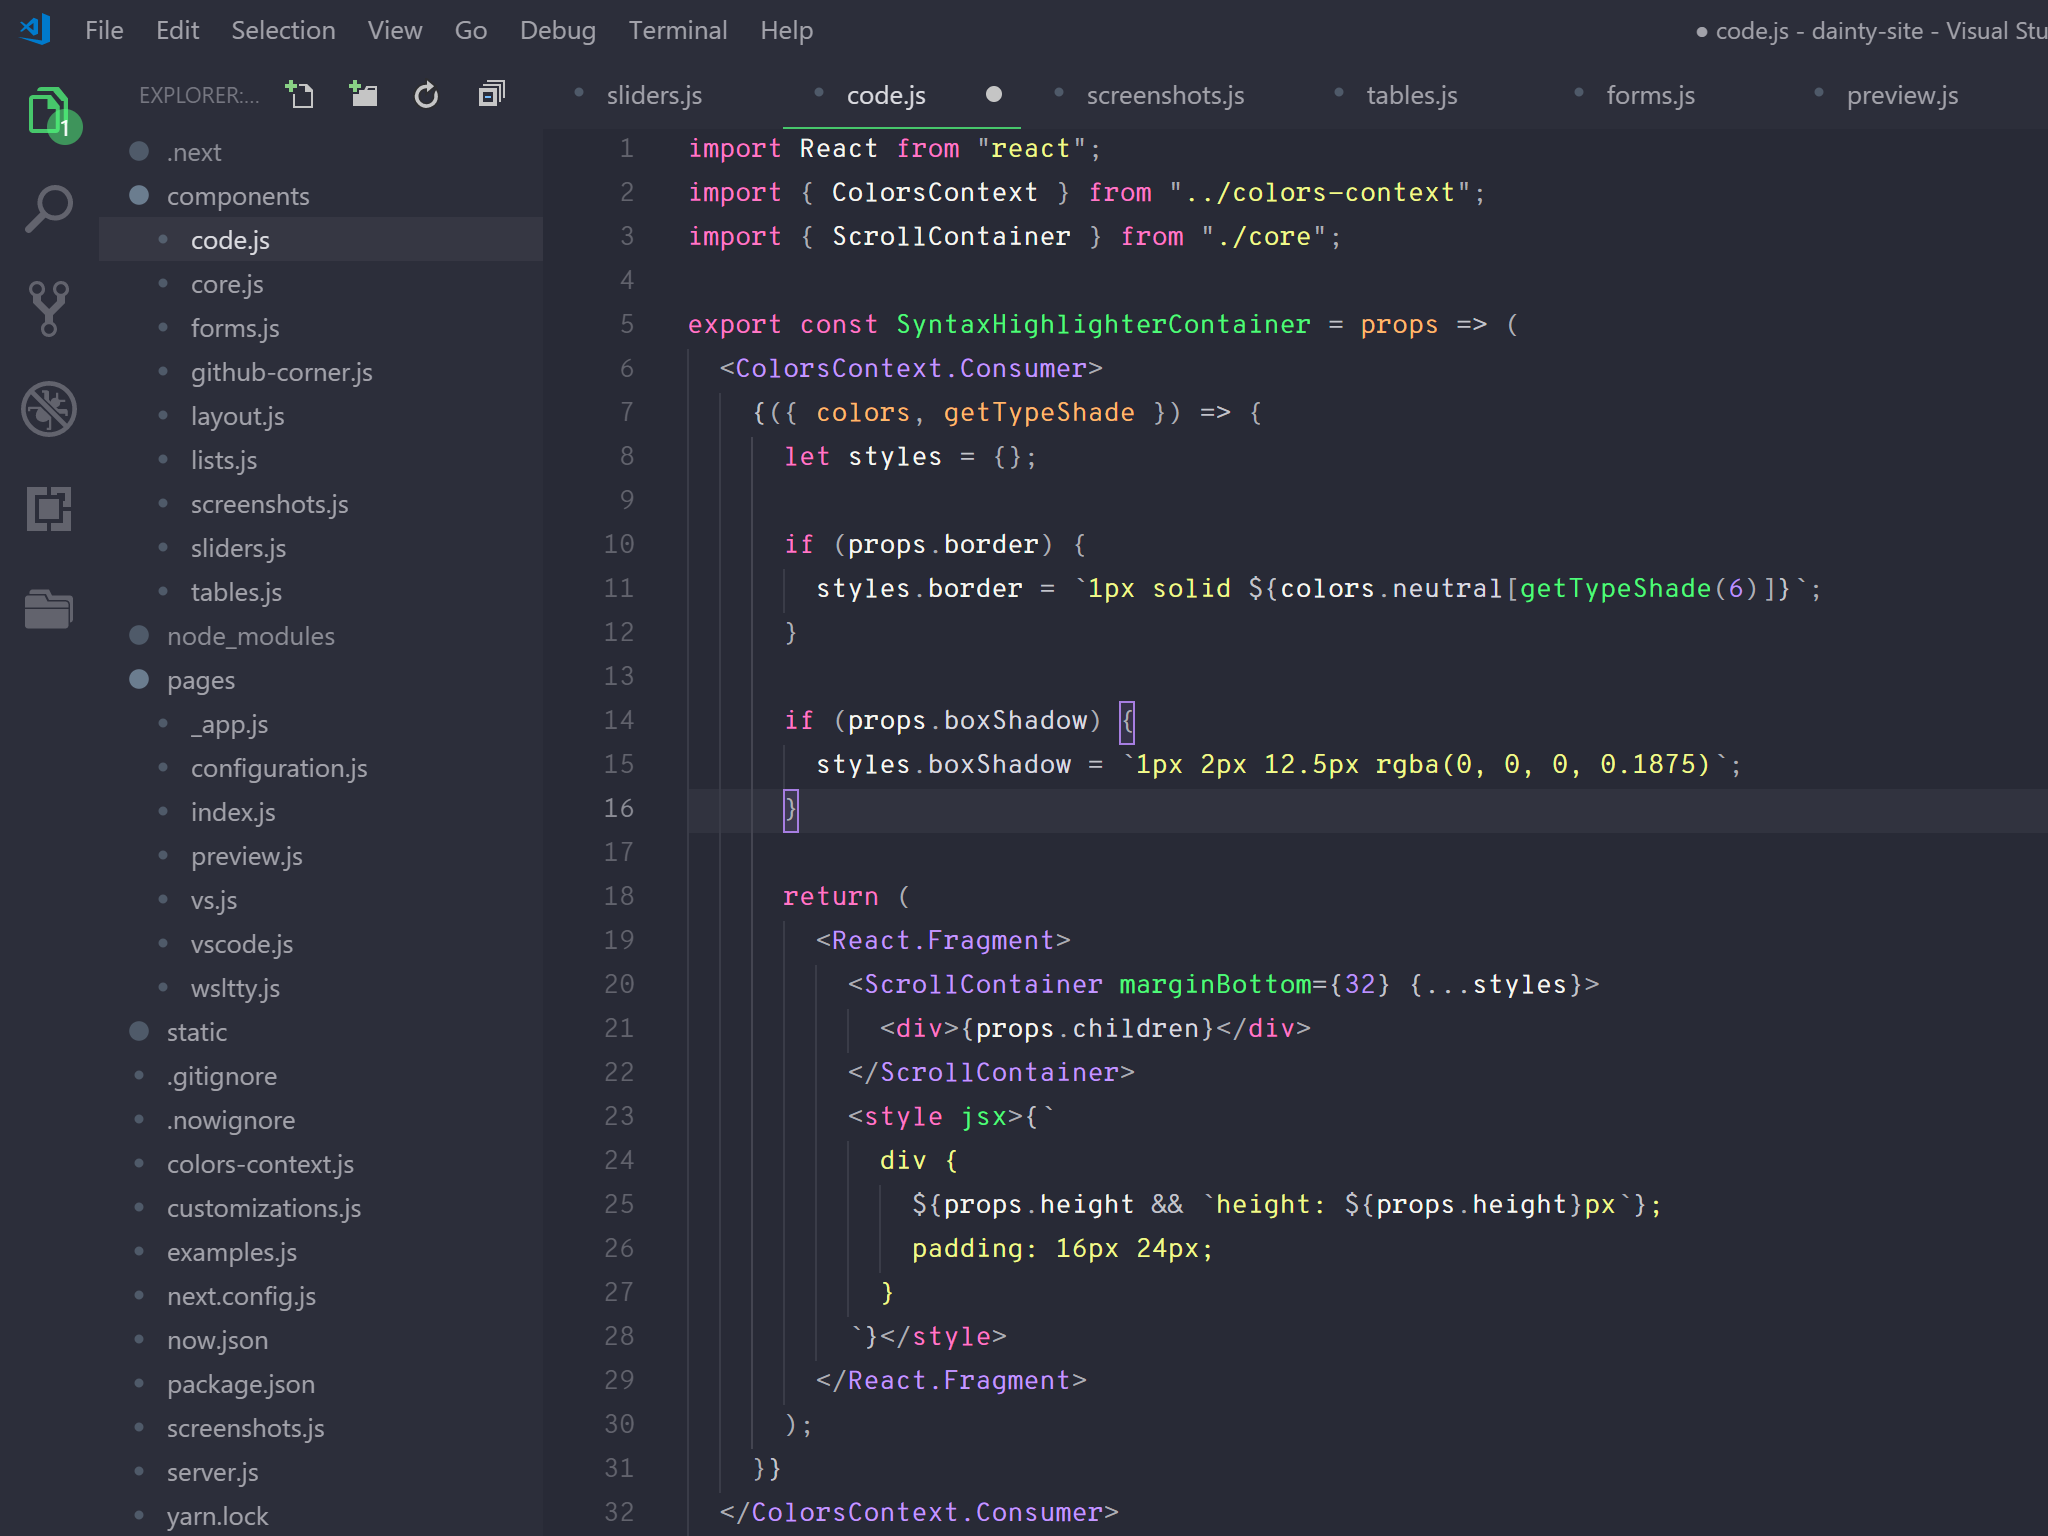 File Edit Selection View Go Debug Terminal Help
● code.js - dainty-site - Visual Stu
EXPLORER:...
1
.next
components
code.js
core.js
forms.js
github-corner.js
layout.js
lists.js
screenshots.js
sliders.js
tables.js
node_modules
pages
_app.js
configuration.js
index.js
preview.js
vs.js
vscode.js
wsltty.js
static
.gitignore
.nowignore
colors-context.js
customizations.js
examples.js
next.config.js
now.json
package.json
screenshots.js
server.js
yarn.lock
sliders.js code.js screenshots.js tables.js forms.js preview.js
1 import React from "react";
2 import { ColorsContext } from "../colors-context";
3 import { ScrollContainer } from "./core";
4
5 export const SyntaxHighlighterContainer = props => (
6   <ColorsContext.Consumer>
7     {({ colors, getTypeShade }) => {
8       let styles = {};
9
10       if (props.border) {
11         styles.border = `1px solid ${colors.neutral[getTypeShade(6)]}`;
12       }
13
14       if (props.boxShadow) {
15         styles.boxShadow = `1px 2px 12.5px rgba(0, 0, 0, 0.1875)`;
16       }
17
18       return (
19         <React.Fragment>
20           <ScrollContainer marginBottom={32} {...styles}>
21             <div>{props.children}</div>
22           </ScrollContainer>
23           <style jsx>{`
24             div {
25               ${props.height && `height: ${props.height}px`};
26               padding: 16px 24px;
27             }
28           `}</style>
29         </React.Fragment>
30       );
31     }}
32   </ColorsContext.Consumer>